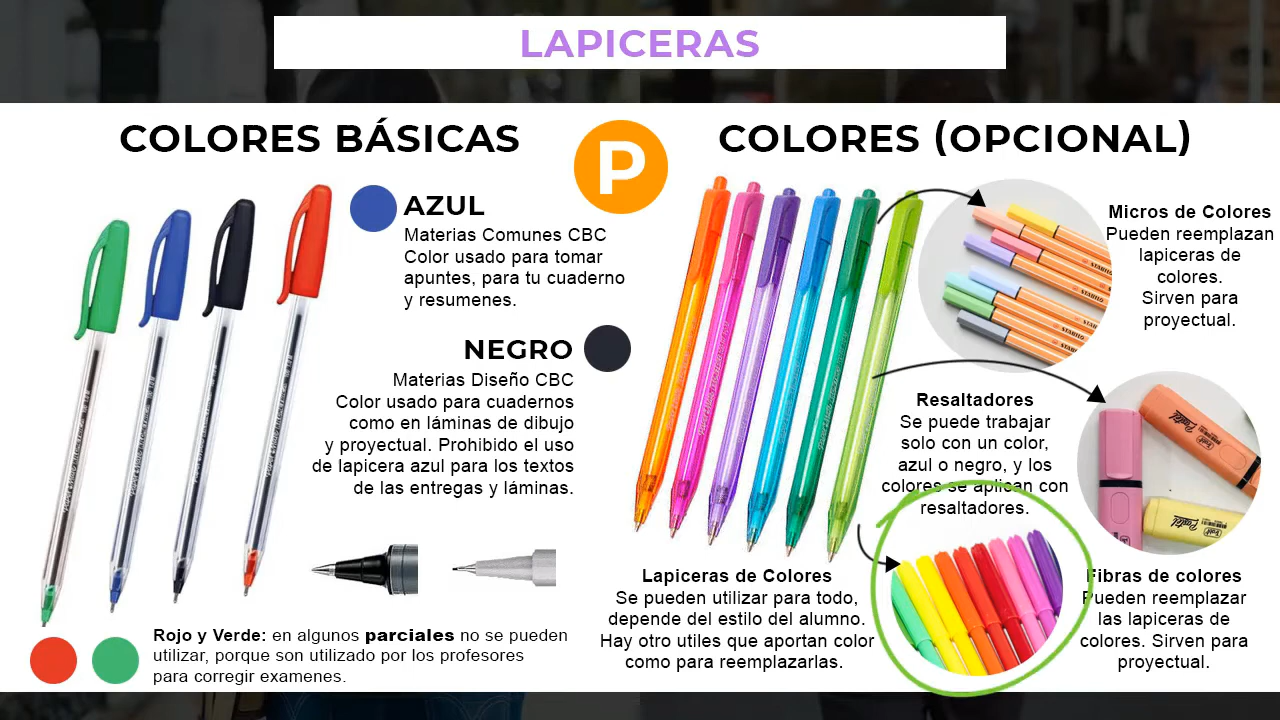 LAPICERAS
COLORES BÁSICAS
P
COLORES (OPCIONAL)
AZUL
Materias Comunes CBC
Color usado para tomar
apuntes, para tu cuaderno
y resumenes.
NEGRO
Materias Diseño CBC
Color usado para cuadernos
como en láminas de dibujo
y proyectual. Prohibido el uso
de lapicera azul para los textos
de las entregas y láminas.
Rojo y Verde: en algunos parciales no se pueden
utilizar, porque son utilizado por los profesores
para corregir examenes.
Micros de Colores
Pueden reemplazan
lapiceras de
colores.
Sirven para
proyectual.
STABILO
STABILO
STABILO
STABILO
Resaltadores
Se puede trabajar
solo con un color,
azul o negro, y los
colores se aplican con
resaltadores.
Pastel
Pastel
Lapiceras de Colores
Se pueden utilizar para todo,
depende del estilo del alumno.
Hay otro utiles que aportan color
como para reemplazarlas.
Fibras de colores
Pueden reemplazar
las lapiceras de
colores. Sirven para
proyectual.